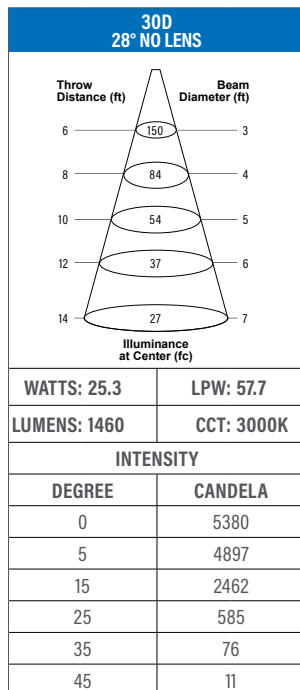 30D
28° NO LENS
Throw Beam
Distance (ft) Diameter (ft)
6 150 3
8 84 4
10 54 5
12 37 6
14 27 7
Illuminance
at Center (fc)
WATTS: 25.3 LPW: 57.7
LUMENS: 1460 CCT: 3000K
INTENSITY
DEGREE CANDELA
0 5380
5 4897
15 2462
25 585
35 76
45 11